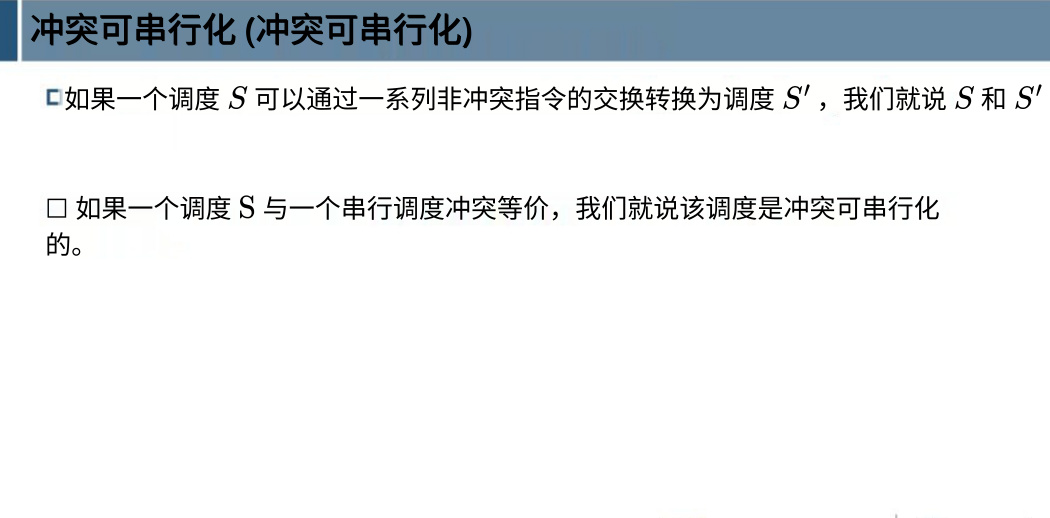 冲突可串行化 (冲突可串行化)
如果一个调度 S 可以通过一系列非冲突指令的交换转换为调度 S′ ，我们就说 S 和 S′
□ 如果一个调度 S 与一个串行调度冲突等价，我们就说该调度是冲突可串行化
的。